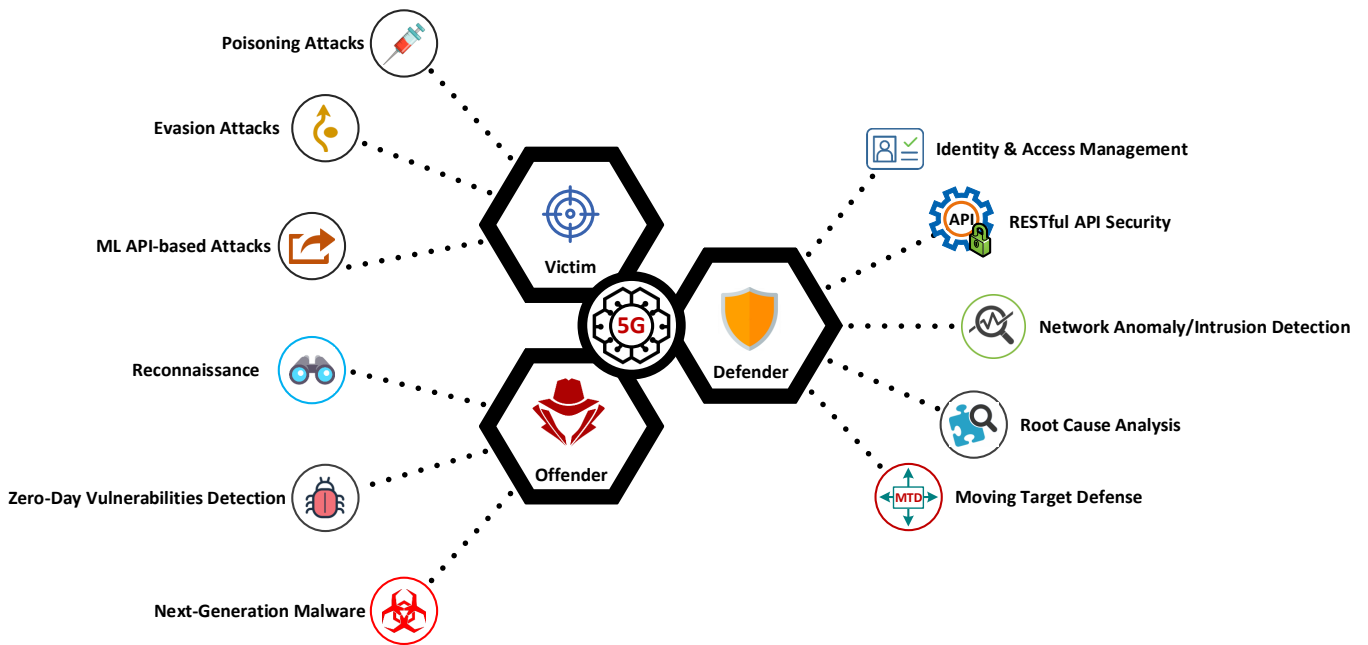 Poisoning Attacks
Evasion Attacks
ML API-based Attacks
Victim
Reconnaissance
Zero-Day Vulnerabilities Detection
Next-Generation Malware
Offender
5G
Defender
Identity & Access Management
API
RESTful API Security
Network Anomaly/Intrusion Detection
Root Cause Analysis
MTD
Moving Target Defense